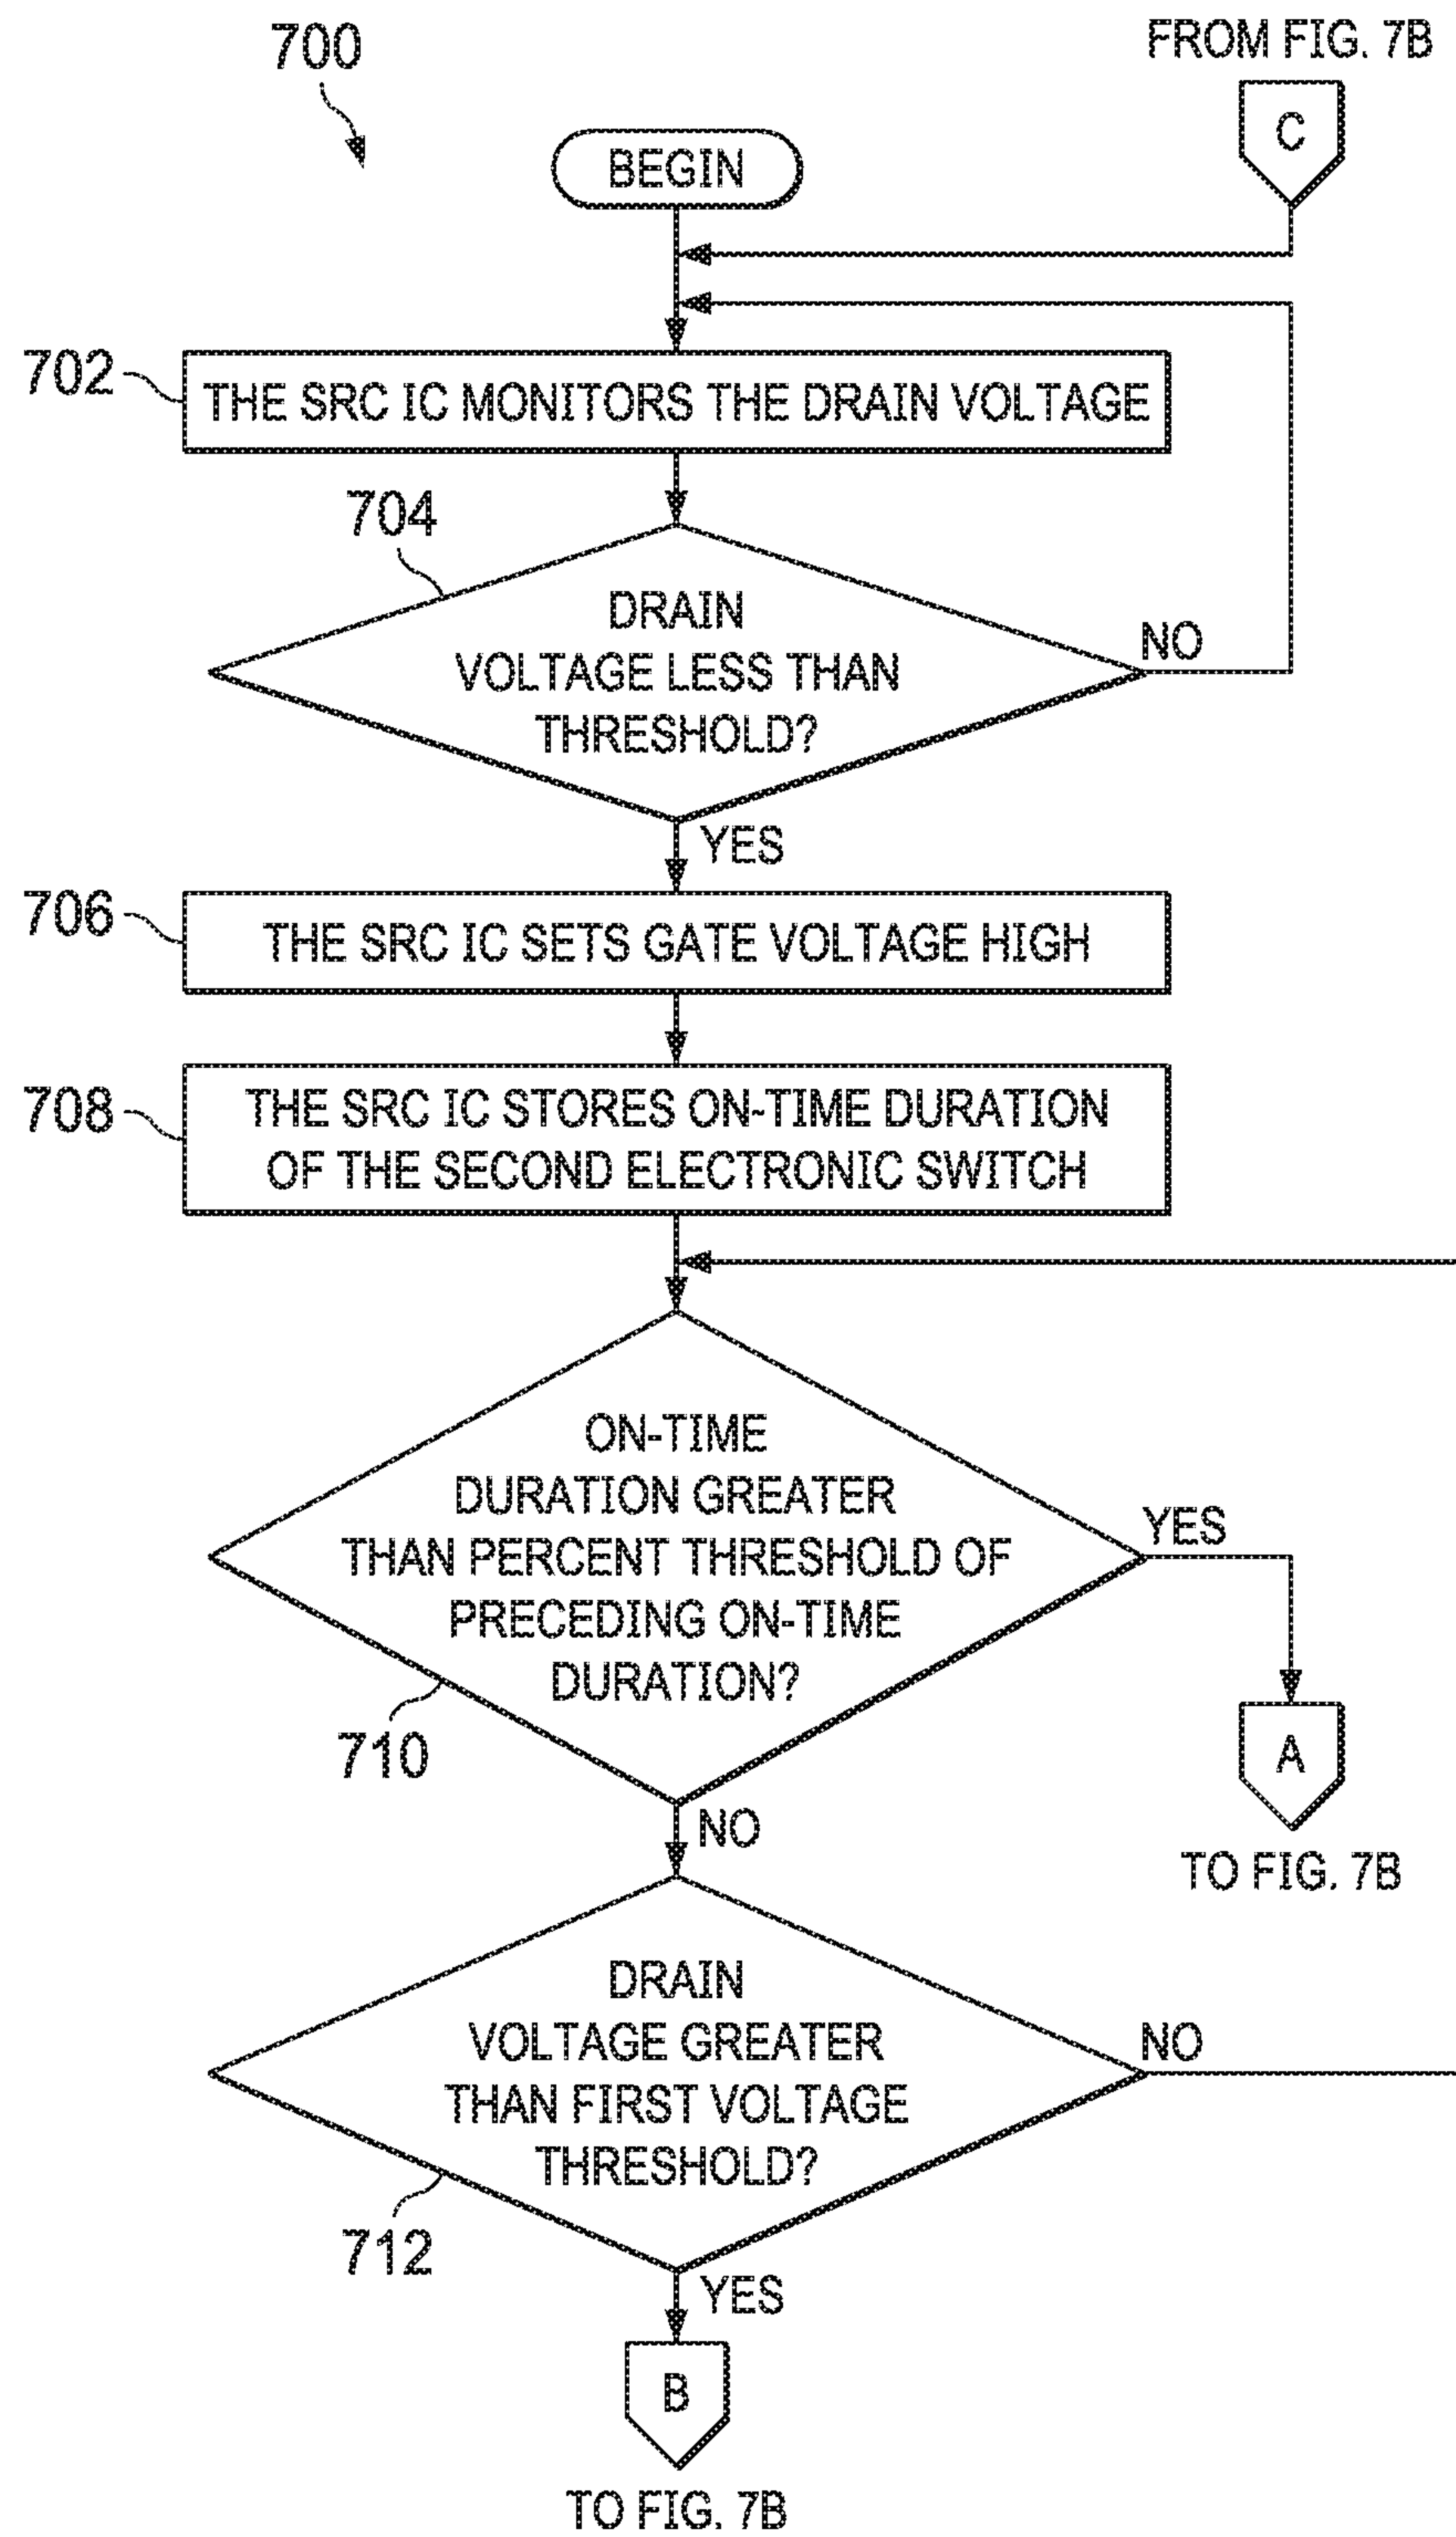 700
FROM FIG. 7B
C
BEGIN
702
THE SRC IC MONITORS THE DRAIN VOLTAGE
704
DRAIN
VOLTAGE LESS THAN
THRESHOLD?
NO
YES
706
THE SRC IC SETS GATE VOLTAGE HIGH
708
THE SRC IC STORES ON-TIME DURATION
OF THE SECOND ELECTRONIC SWITCH
ON-TIME
DURATION GREATER
THAN PERCENT THRESHOLD OF
PRECEDING ON-TIME
DURATION?
YES
710
A
NO
TO FIG. 7B
DRAIN
VOLTAGE GREATER
THAN FIRST VOLTAGE
THRESHOLD?
NO
712
YES
B
TO FIG. 7B